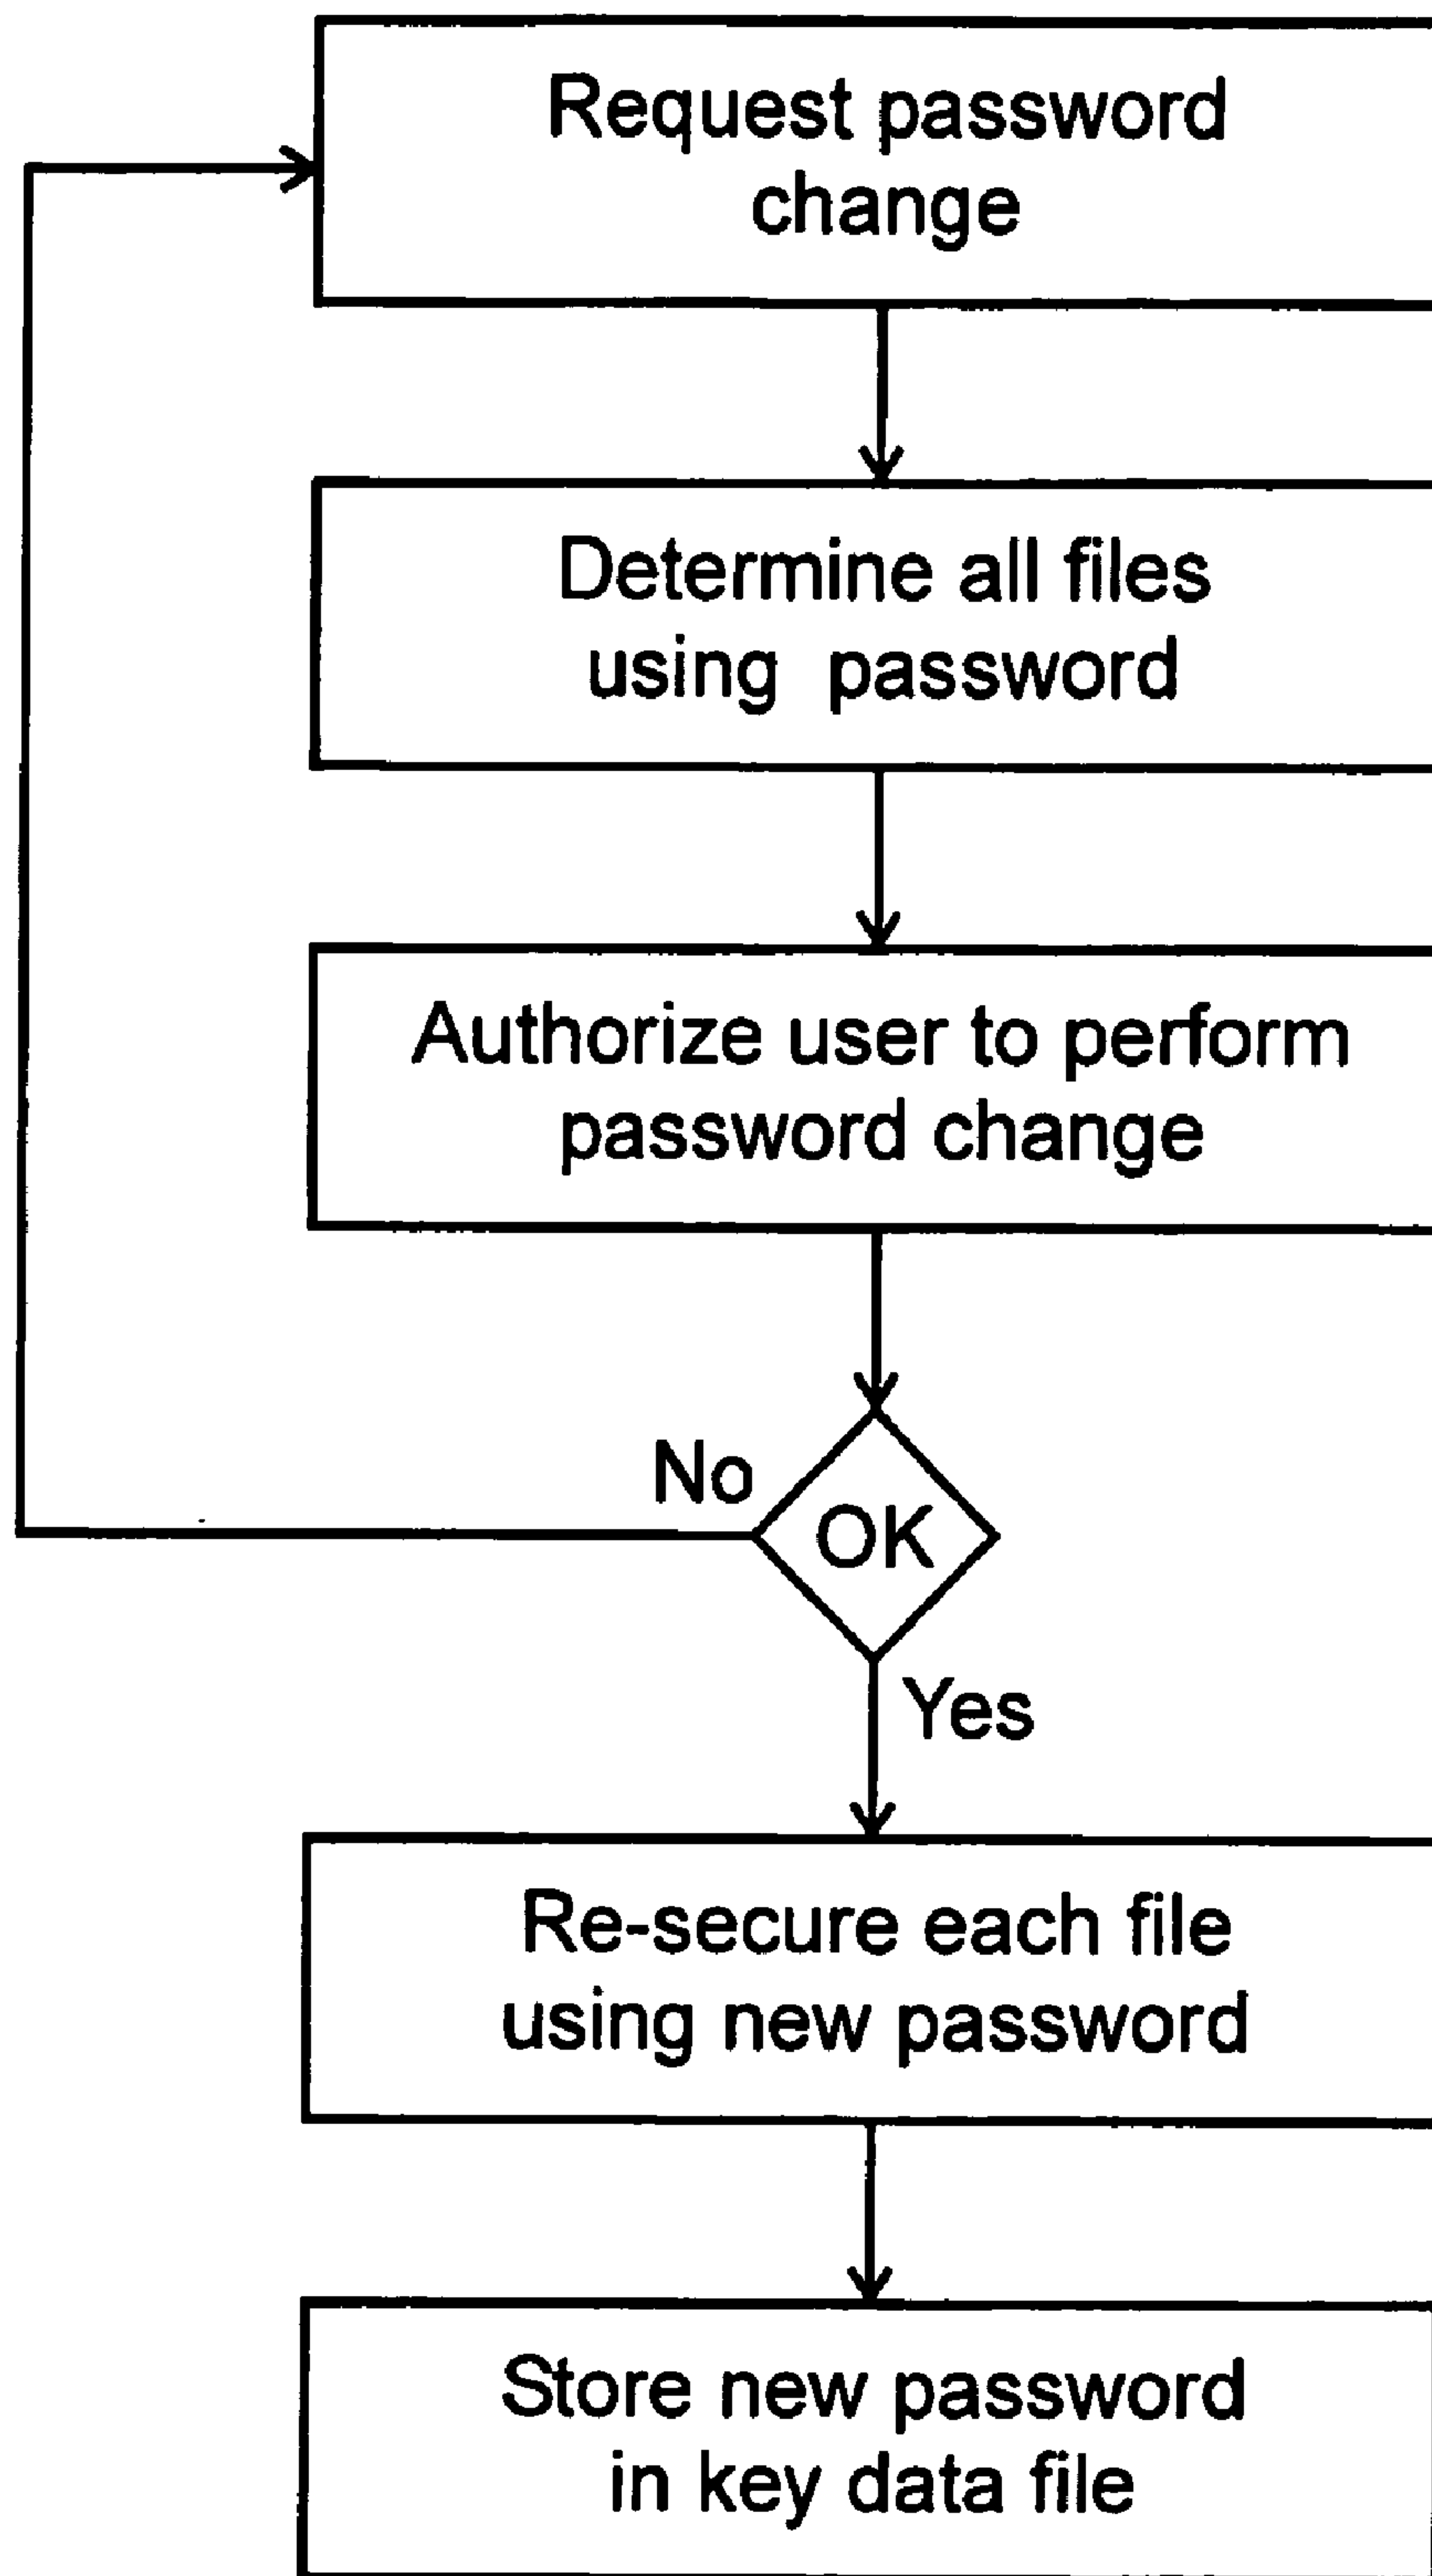 Request password
change
Determine all files
using password
Authorize user to perform
password change
No
OK
Yes
Re-secure each file
using new password
Store new password
in key data file